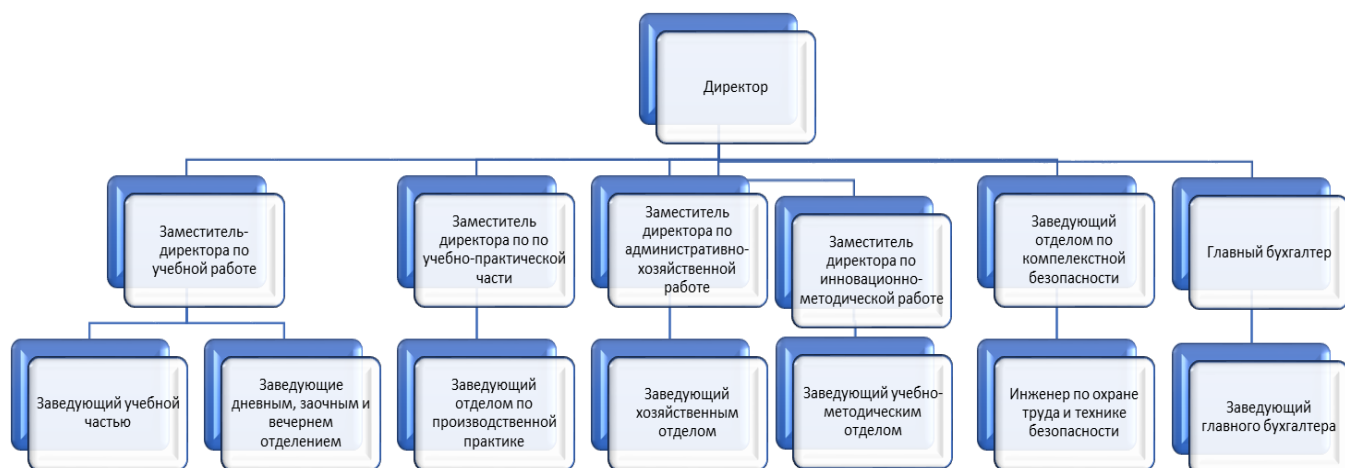 Директор
Заместитель-
директора по
учебной работе
Заместитель
директора по по
учебно-практической
части
Заместитель
директора по
административно-
хозяйственной
работе
Заместитель
директора по
инновационно-
методической работе
Заведующий
отделом по
компелекстной
безопасности
Главный бухгалтер
Заведующий учебной
частью
Заведующие
дневным, заочным и
вечернем
отделением
Заведующий
отделом по
производственной
практике
Заведующий
хозяйственным
отделом
Заведующий учебно-
методическим
отделом
Инженер по охране
труда и технике
безопасности
Заведующий
главного бухгалтера